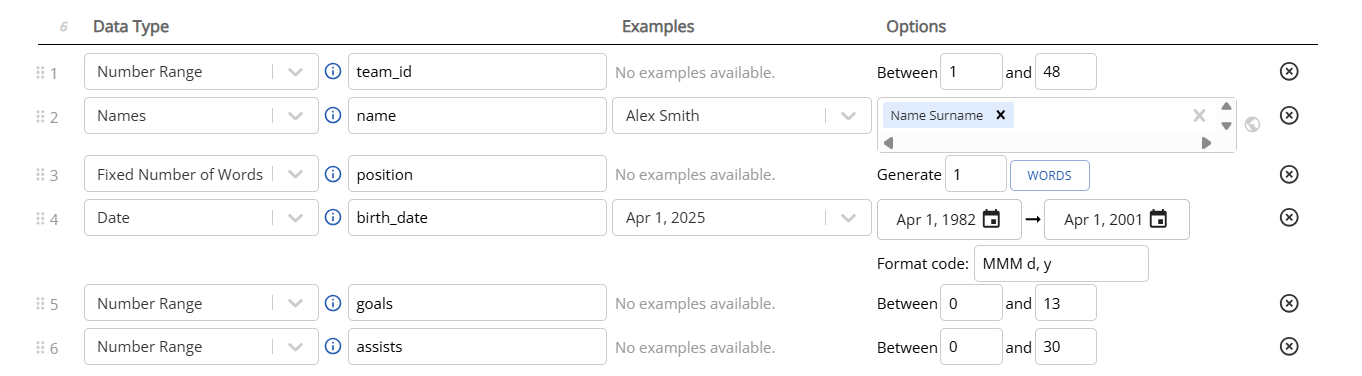 6 Data Type Examples Options
1 Number Range team_id No examples available. Between 1 and 48
2 Names name Alex Smith Name Surname
3 Fixed Number of Words position No examples available. Generate 1 WORDS
4 Date birth_date Apr 1, 2025 Apr 1, 1982 Apr 1, 2001
Format code: MMM d, y
5 Number Range goals No examples available. Between 0 and 13
6 Number Range assists No examples available. Between 0 and 30